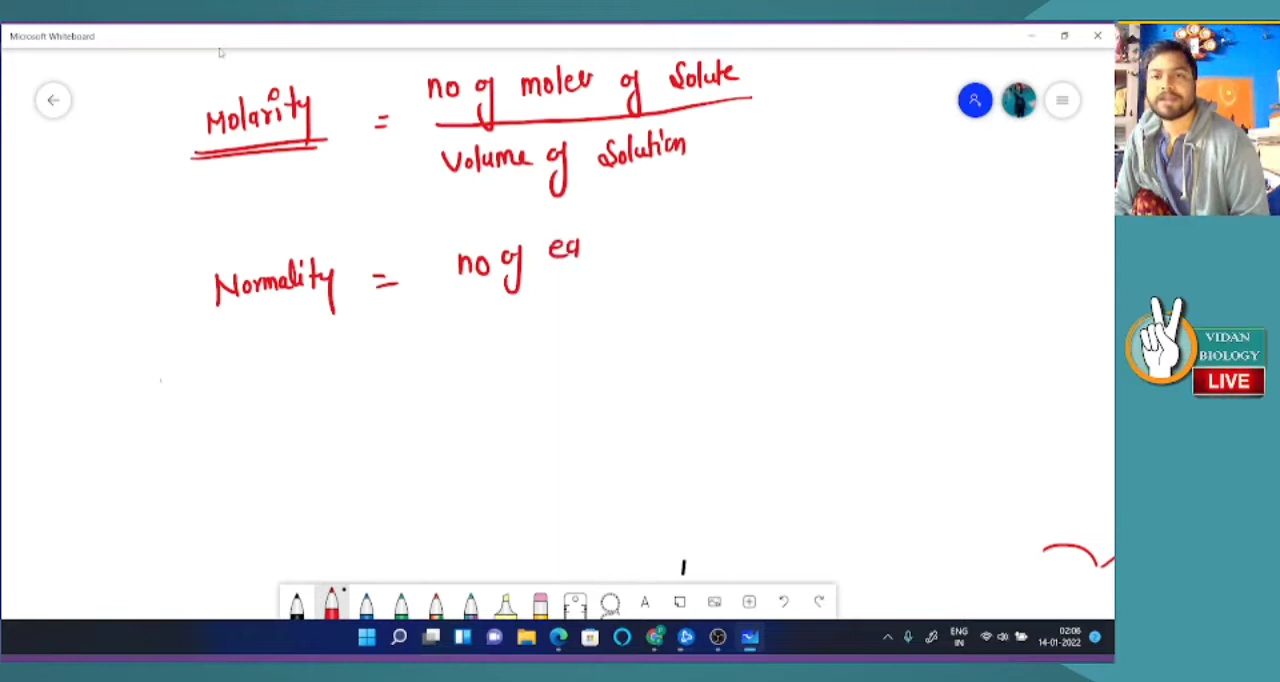 Microsoft Whiteboard
Molarity = no of moles of Solute
Volume of Solution
Normality = no of eq
VIDAN
BIOLOGY
LIVE
A
ENG
IN
02:06
14-01-2022
2